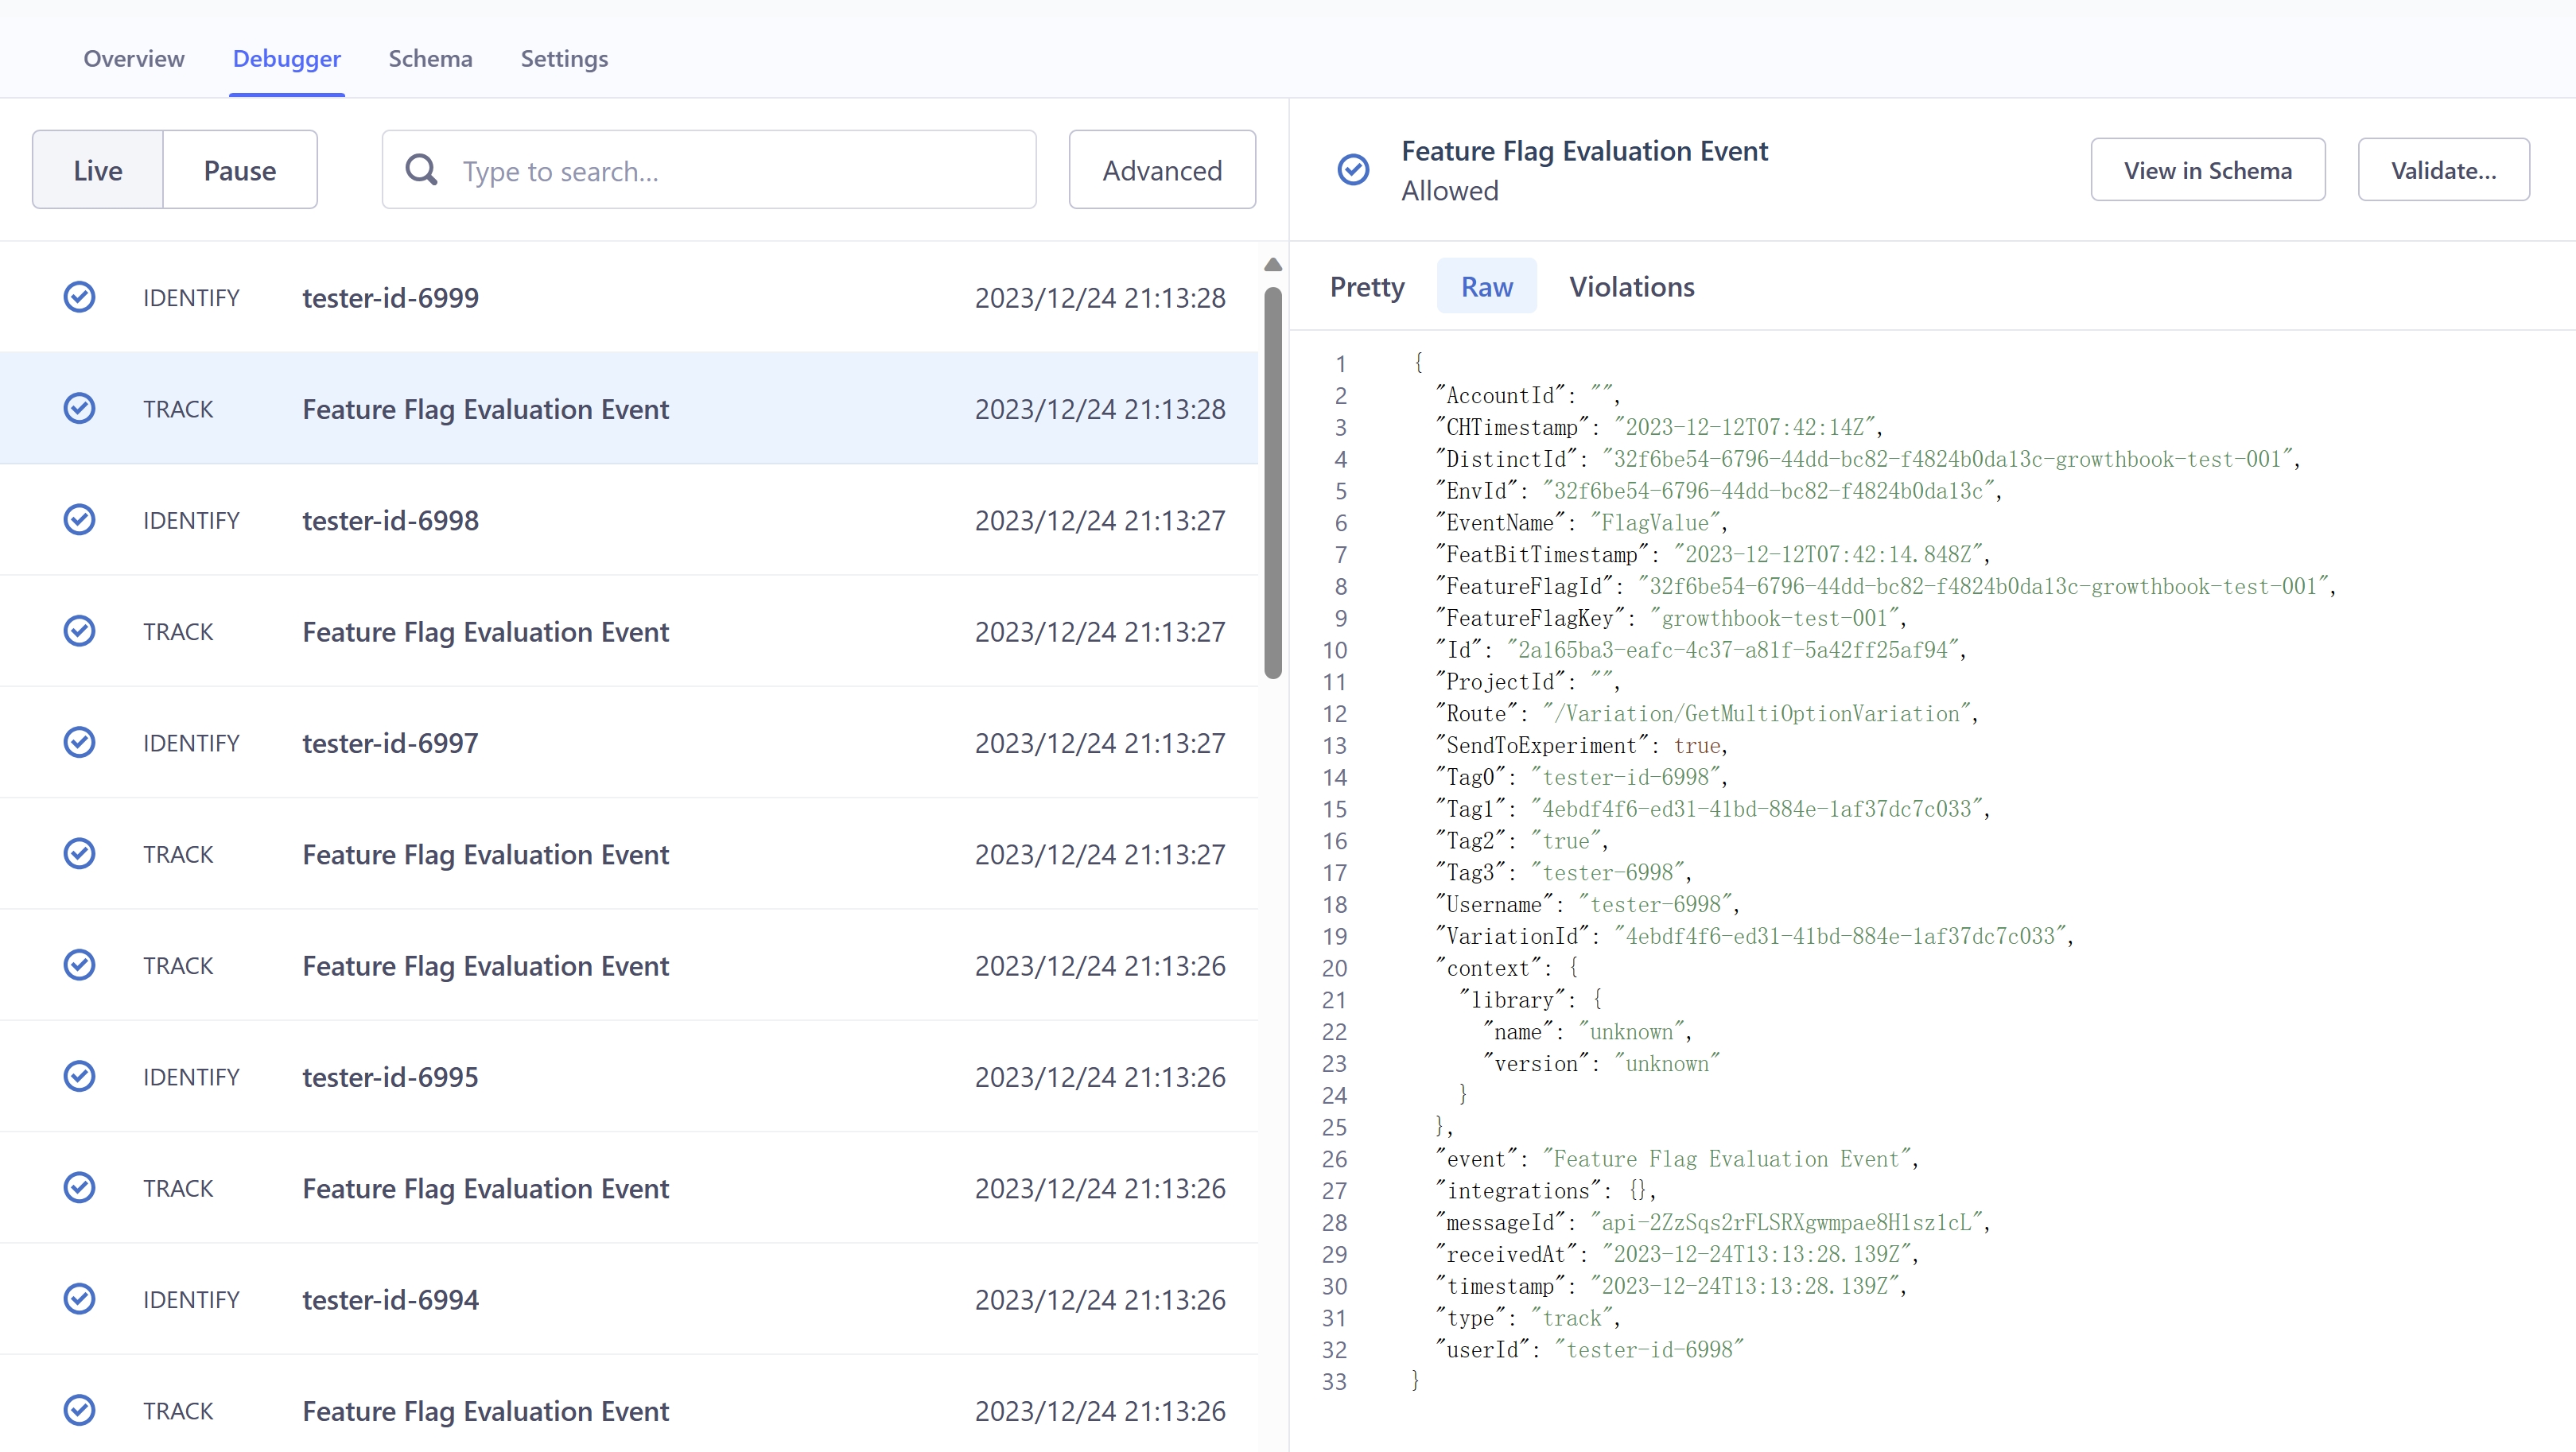 Overview Debugger Schema Settings
Live Pause Type to search... Advanced
IDENTIFY tester-id-6999 2023/12/24 21:13:28
TRACK Feature Flag Evaluation Event 2023/12/24 21:13:28
IDENTIFY tester-id-6998 2023/12/24 21:13:27
TRACK Feature Flag Evaluation Event 2023/12/24 21:13:27
IDENTIFY tester-id-6997 2023/12/24 21:13:27
TRACK Feature Flag Evaluation Event 2023/12/24 21:13:27
TRACK Feature Flag Evaluation Event 2023/12/24 21:13:26
IDENTIFY tester-id-6995 2023/12/24 21:13:26
TRACK Feature Flag Evaluation Event 2023/12/24 21:13:26
IDENTIFY tester-id-6994 2023/12/24 21:13:26
TRACK Feature Flag Evaluation Event 2023/12/24 21:13:26
Feature Flag Evaluation Event
Allowed
View in Schema Validate...
Pretty Raw Violations
1 {
2 "AccountId": "",
3 "CHTimestamp": "2023-12-12T07:42:14Z",
4 "DistinctId": "32f6be54-6796-44dd-bc82-f4824b0da13c-growthbook-test-001",
5 "EnvId": "32f6be54-6796-44dd-bc82-f4824b0da13c",
6 "EventName": "FlagValue",
7 "FeatBitTimestamp": "2023-12-12T07:42:14.848Z",
8 "FeatureFlagId": "32f6be54-6796-44dd-bc82-f4824b0da13c-growthbook-test-001",
9 "FeatureFlagKey": "growthbook-test-001",
10 "Id": "2a165ba3-eafc-4c37-a81f-5a42ff25af94",
11 "ProjectId": "",
12 "Route": "/Variation/GetMultiOptionVariation",
13 "SendToExperiment": true,
14 "Tag0": "tester-id-6998",
15 "Tag1": "4ebdf4f6-ed31-41bd-884e-1af37dc7c033",
16 "Tag2": "true",
17 "Tag3": "tester-6998",
18 "Username": "tester-6998",
19 "VariationId": "4ebdf4f6-ed31-41bd-884e-1af37dc7c033",
20 "context": {
21 "library": {
22 "name": "unknown",
23 "version": "unknown"
24 }
25 },
26 "event": "Feature Flag Evaluation Event",
27 "integrations": {},
28 "messageId": "api-2ZzSqs2rFLSRXgwmpae8H1sz1cL",
29 "receivedAt": "2023-12-24T13:13:28.139Z",
30 "timestamp": "2023-12-24T13:13:28.139Z",
31 "type": "track",
32 "userId": "tester-id-6998"
33 }